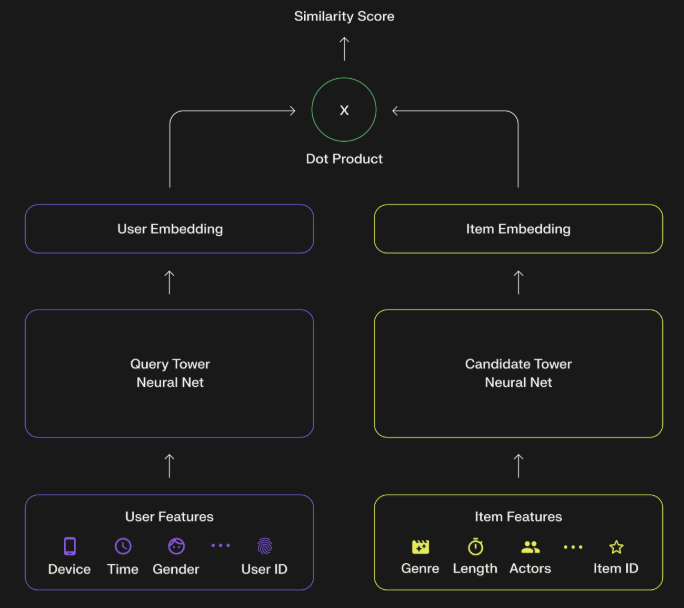 Similarity Score
X
Dot Product
User Embedding
Item Embedding
Query Tower
Neural Net
Candidate Tower
Neural Net
User Features
Device Time Gender ••• User ID
Item Features
Genre Length Actors ••• Item ID